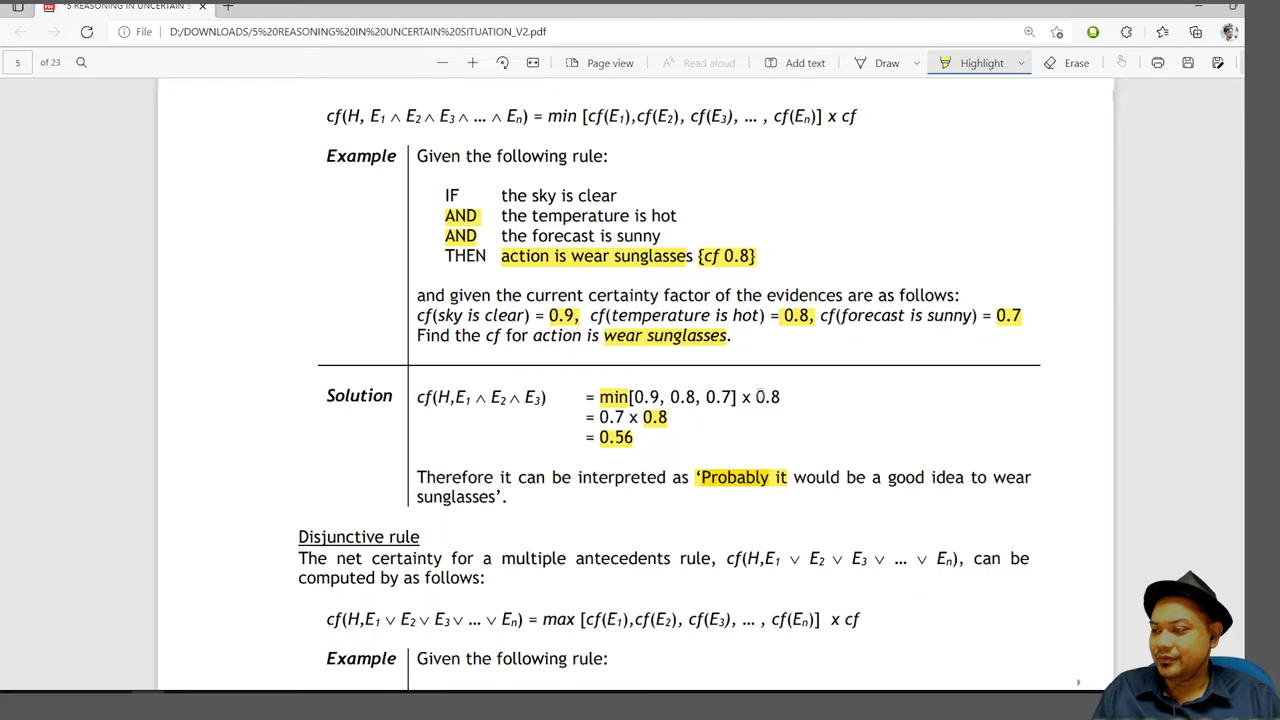 5 REASONING IN UNCERTAIN S
File D:/DOWNLOADS/5%20REASONING%20IN%20UNCERTAIN%20SITUATION_V2.pdf
5 of 23 Page view Read aloud Add text Draw Highlight Erase
cf(H, E1 ∧ E2 ∧ E3 ∧ … ∧ En) = min [cf(E1),cf(E2), cf(E3), … , cf(En)] x cf
Example Given the following rule:
IF the sky is clear
AND the temperature is hot
AND the forecast is sunny
THEN action is wear sunglasses {cf 0.8}
and given the current certainty factor of the evidences are as follows:
cf(sky is clear) = 0.9, cf(temperature is hot) = 0.8, cf(forecast is sunny) = 0.7
Find the cf for action is wear sunglasses.
Solution cf(H,E1 ∧ E2 ∧ E3) = min[0.9, 0.8, 0.7] x 0.8
= 0.7 x 0.8
= 0.56
Therefore it can be interpreted as ‘Probably it would be a good idea to wear
sunglasses’.
Disjunctive rule
The net certainty for a multiple antecedents rule, cf(H,E1 ∨ E2 ∨ E3 ∨ … ∨ En), can be
computed by as follows:
cf(H,E1 ∨ E2 ∨ E3 ∨ … ∨ En) = max [cf(E1),cf(E2), cf(E3), … , cf(En)] x cf
Example Given the following rule: